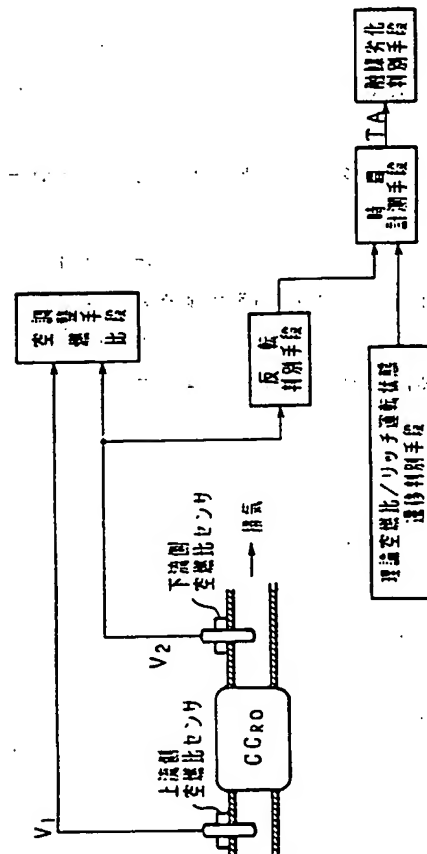 触媒劣化
判別手段
TA
時間
計測手段
調整手段
空燃比
反転
判別手段
理論空燃比/リッチ運転状態
遷移判別手段
下流側
空燃比センサ
排気
V2
上流側
空燃比センサ
V1
CCRO